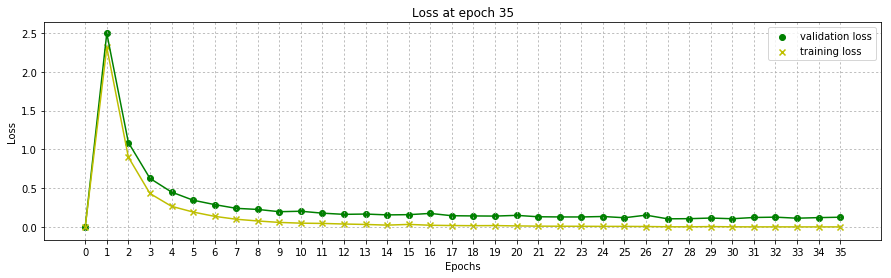 Loss at epoch 35
validation loss
training loss
Loss
2.5
2.0
1.5
1.0
0.5
0.0
0 1 2 3 4 5 6 7 8 9 10 11 12 13 14 15 16 17 18 19 20 21 22 23 24 25 26 27 28 29 30 31 32 33 34 35
Epochs